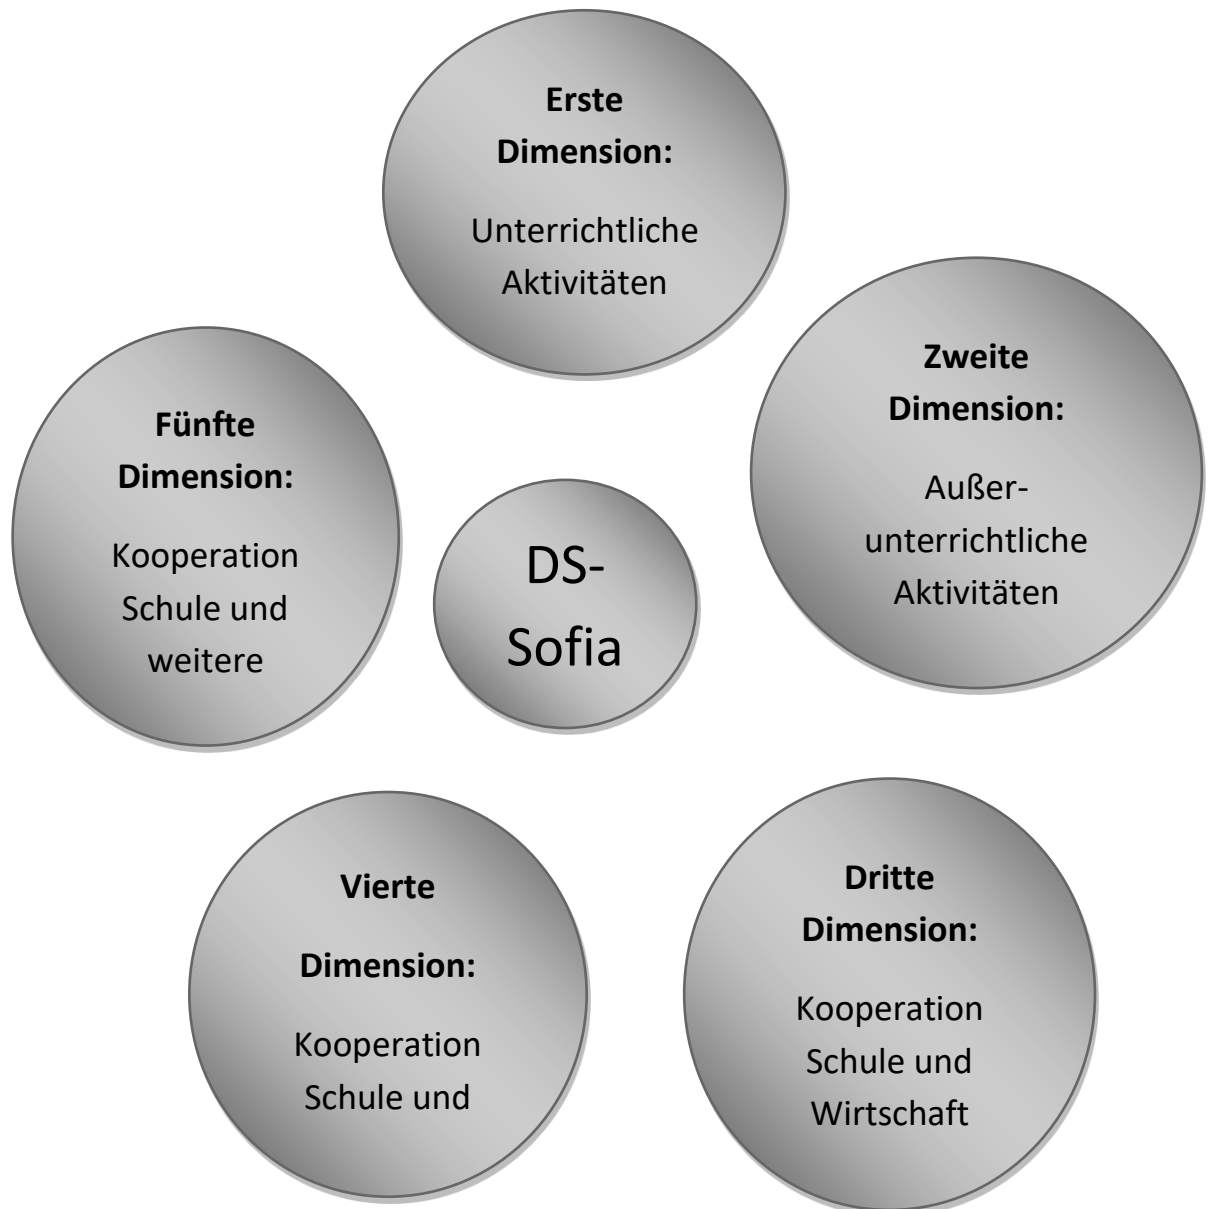 Erste
Dimension:
Unterrichtliche
Aktivitäten
Zweite
Dimension:
Außer-
unterrichtliche
Aktivitäten
Fünfte
Dimension:
Kooperation
Schule und
weitere
DS-
Sofia
Vierte
Dimension:
Kooperation
Schule und
Dritte
Dimension:
Kooperation
Schule und
Wirtschaft